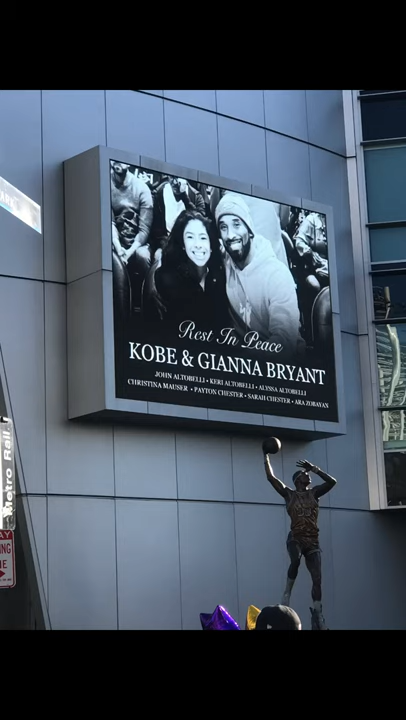 Rest In Peace
KOBE & GIANNA BRYANT
JOHN ALTOBELLI • KERI ALTOBELLI • ALYSSA ALTOBELLI
CHRISTINA MAUSER • PAYTON CHESTER • SARAH CHESTER • ARA ZOBAYAN
Metro Rail